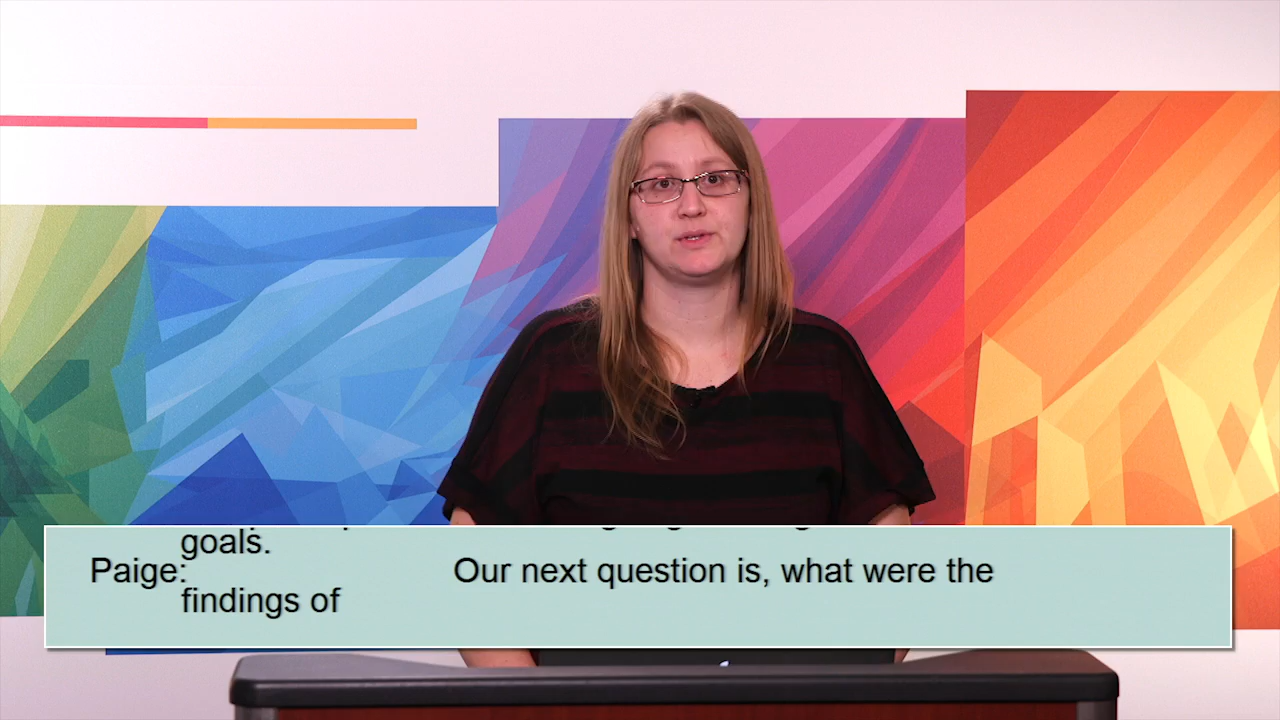 goals.
Paige: Our next question is, what were the
findings of